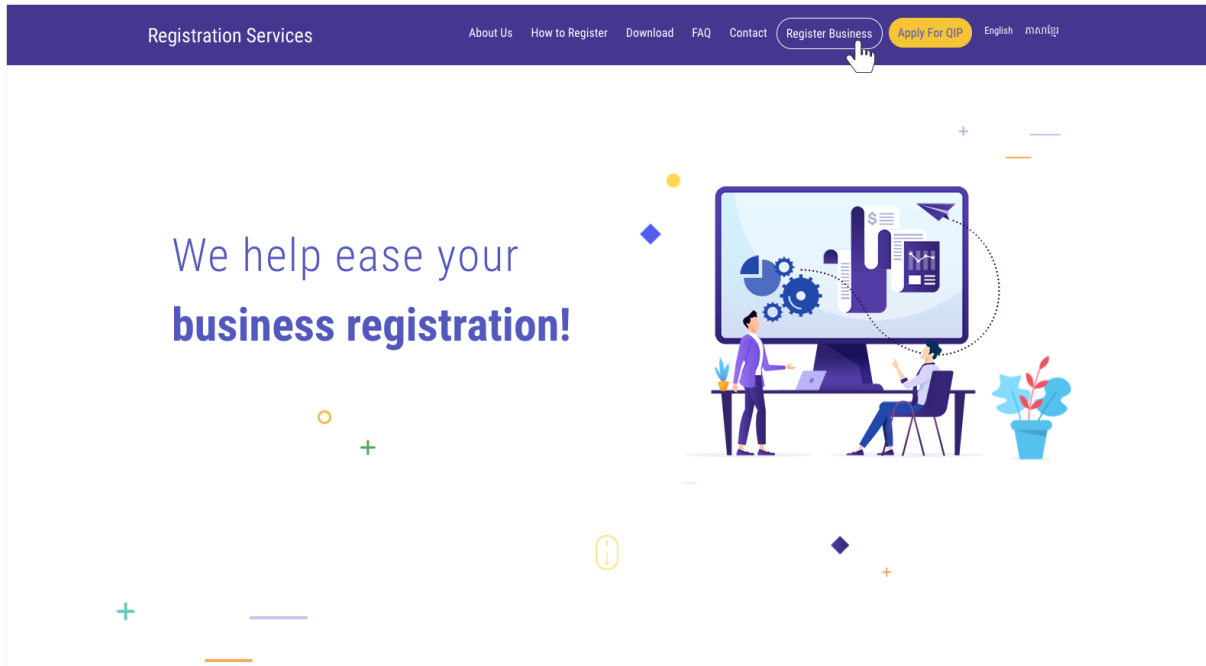 Registration Services
About Us
How to Register
Download
FAQ
Contact
Register Business
Apply For QIP
English
ភាសាខ្មែរ
We help ease your
business registration!
$